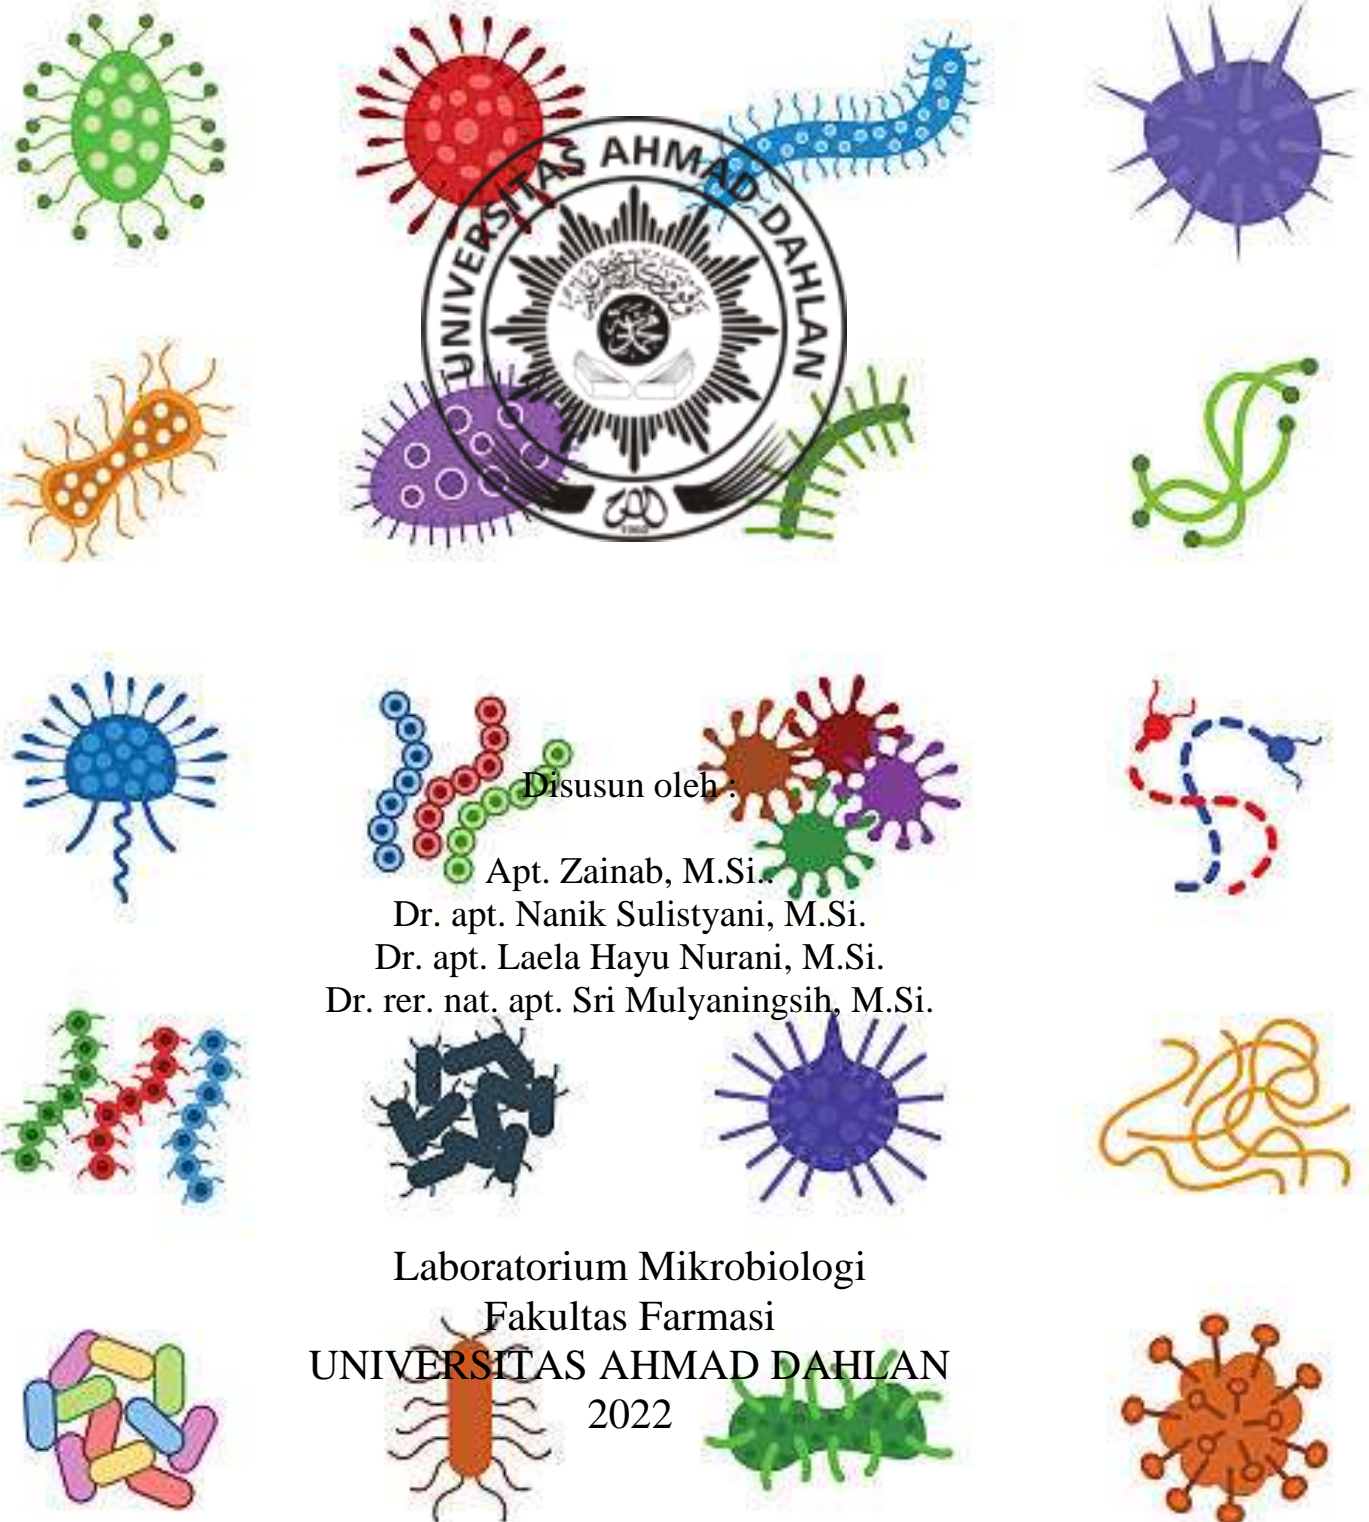 UNIVERSITAS AHMAD DAHLAN
Disusun oleh :
Apt. Zainab, M.Si..
Dr. apt. Nanik Sulistyani, M.Si.
Dr. apt. Laela Hayu Nurani, M.Si.
Dr. rer. nat. apt. Sri Mulyaningsih, M.Si.
Laboratorium Mikrobiologi
Fakultas Farmasi
UNIVERSITAS AHMAD DAHLAN
2022